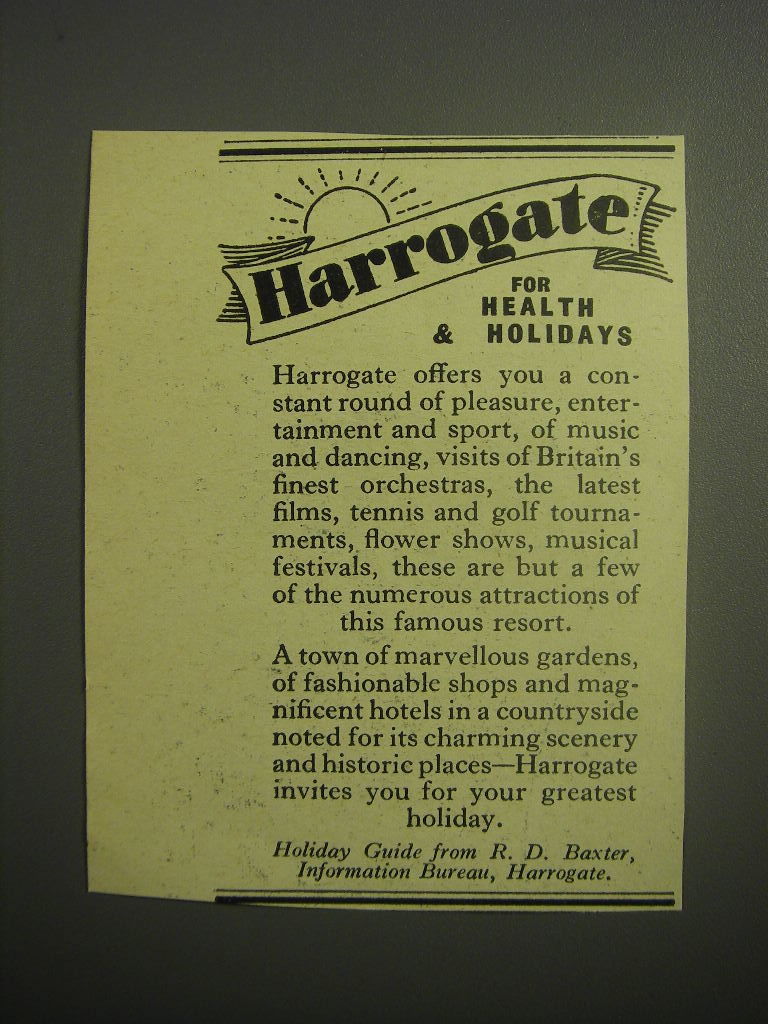 Harrogate
FOR
HEALTH
& HOLIDAYS
Harrogate offers you a con-
stant round of pleasure, enter-
tainment and sport, of music
and dancing, visits of Britain's
finest orchestras, the latest
films, tennis and golf tourna-
ments, flower shows, musical
festivals, these are but a few
of the numerous attractions of
this famous resort.
A town of marvellous gardens,
of fashionable shops and mag-
nificent hotels in a countryside
noted for its charming scenery
and historic places—Harrogate
invites you for your greatest
holiday.
Holiday Guide from R. D. Baxter,
Information Bureau, Harrogate.